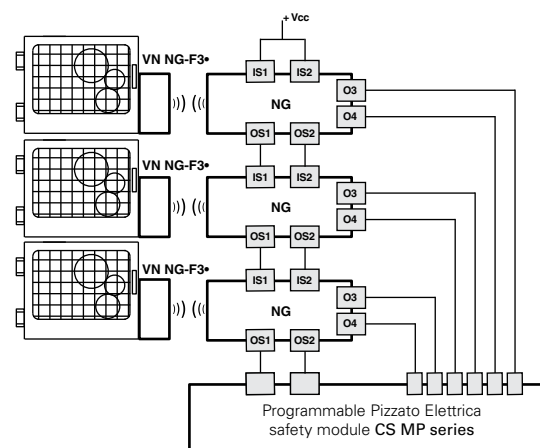 + Vcc
VN NG-F3•
IS1 IS2
O3
NG
O4
OS1 OS2
VN NG-F3•
IS1 IS2
O3
NG
O4
OS1 OS2
VN NG-F3•
IS1 IS2
O3
NG
O4
OS1 OS2
Programmable Pizzato Elettrica
safety module CS MP series